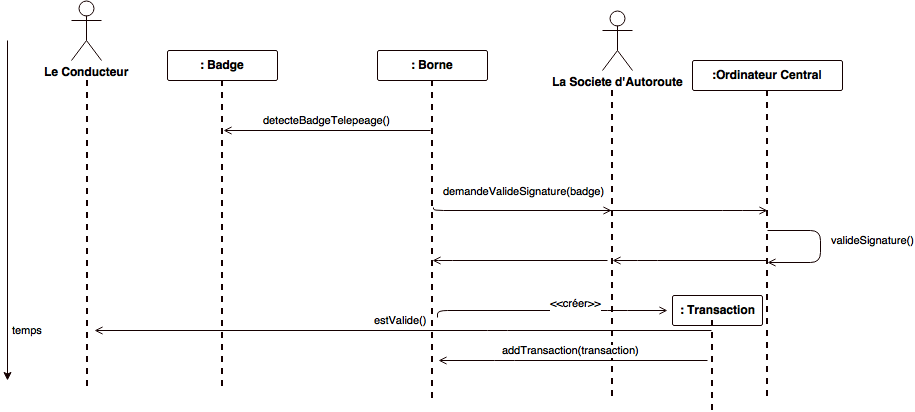 Le Conducteur
: Badge
: Borne
La Societe d'Autoroute
:Ordinateur Central
detecteBadgeTelepeage()
demandeValideSignature(badge)
valideSignature()
<<créer>>
: Transaction
estValide()
temps
addTransaction(transaction)